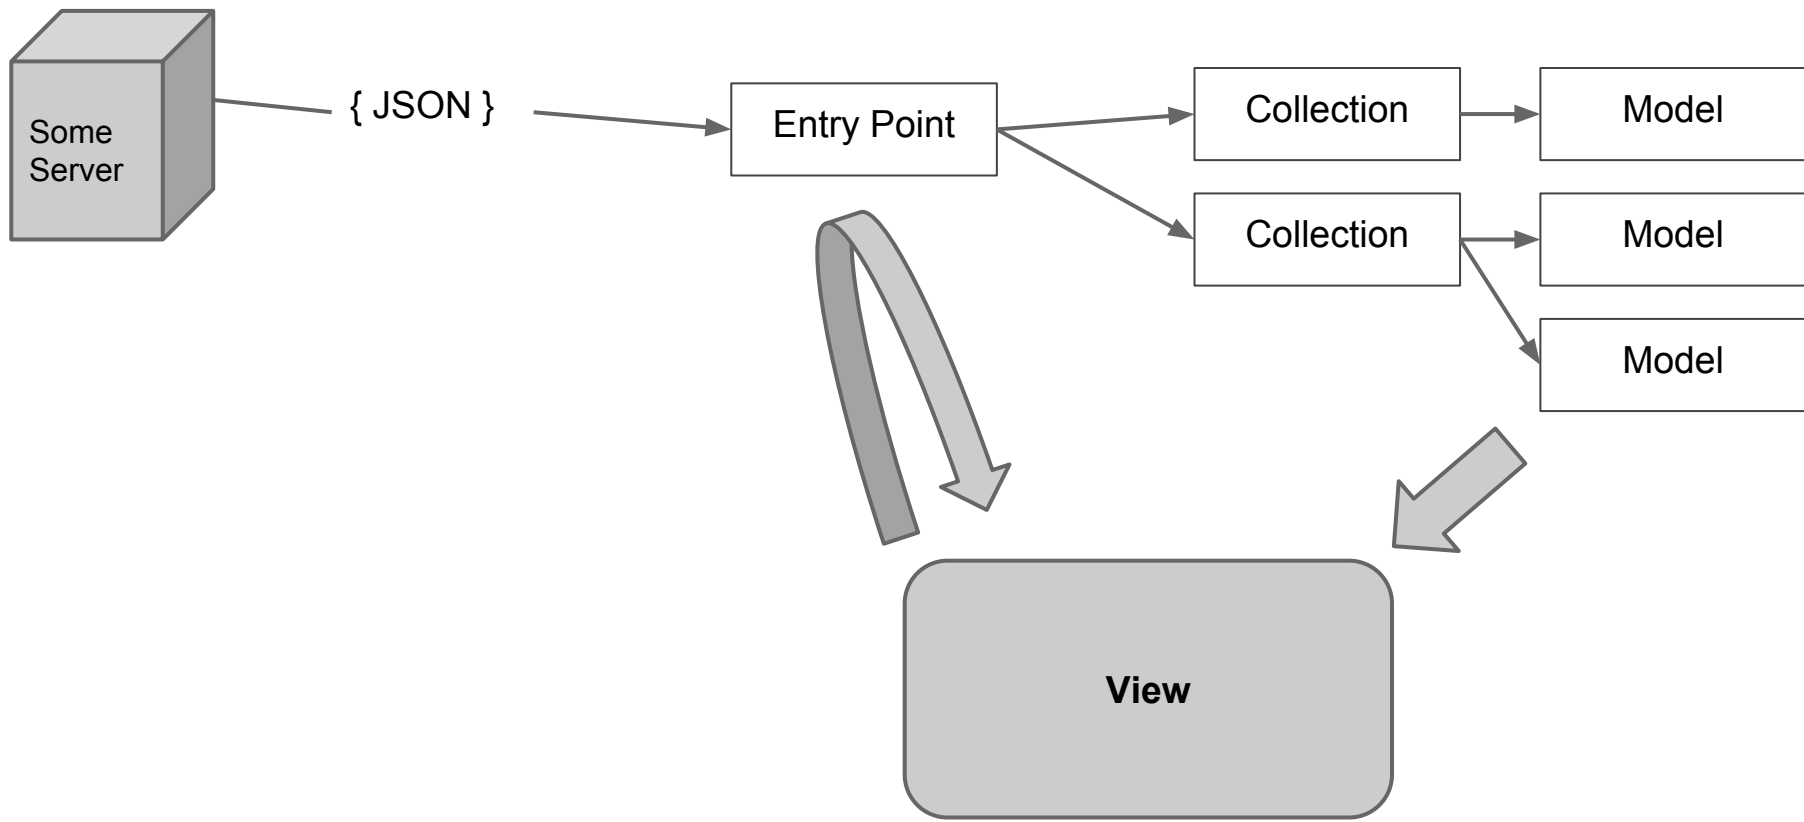 Some
Server
{ JSON }
Entry Point
Collection
Model
Collection
Model
Model
View